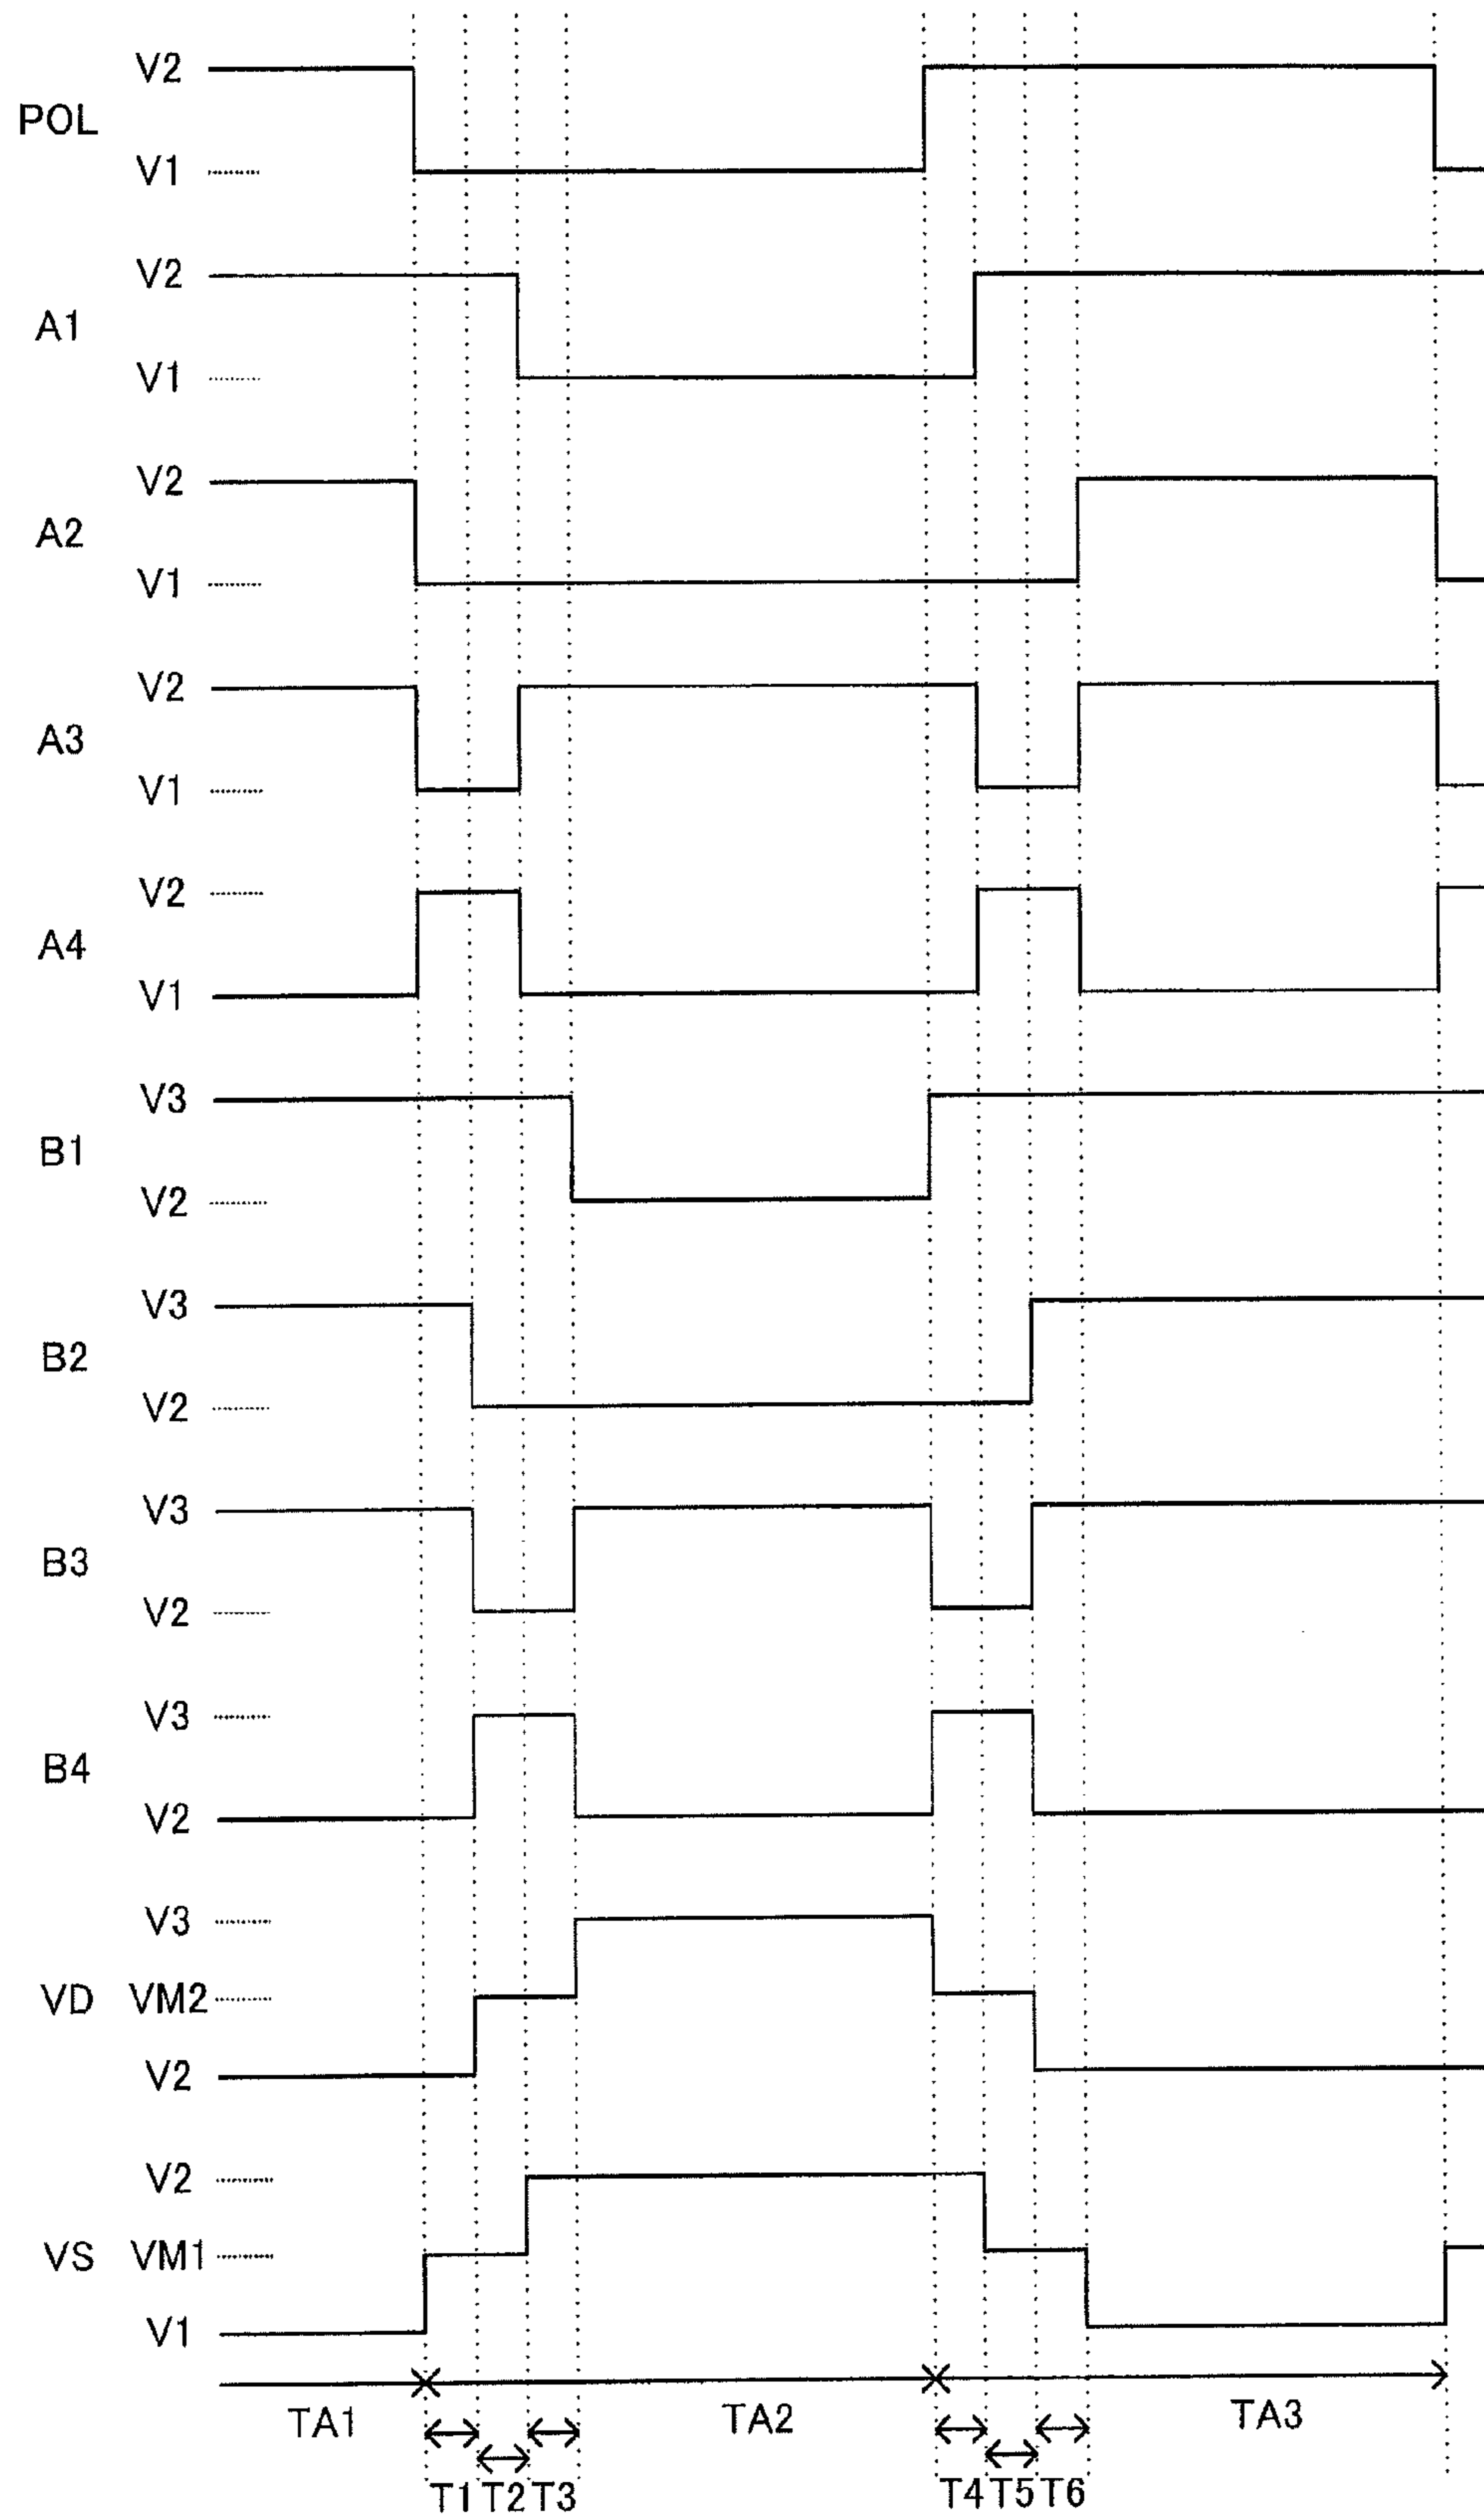 V2
POL
V1
V2
A1
V1
V2
A2
V1
V2
A3
V1
V2
A4
V1
V3
B1
V2
V3
B2
V2
V3
B3
V2
V3
B4
V2
V3
VD VM2
V2
V2
VS VM1
V1
TA1 TA2 TA3
T1 T2 T3 T4 T5 T6